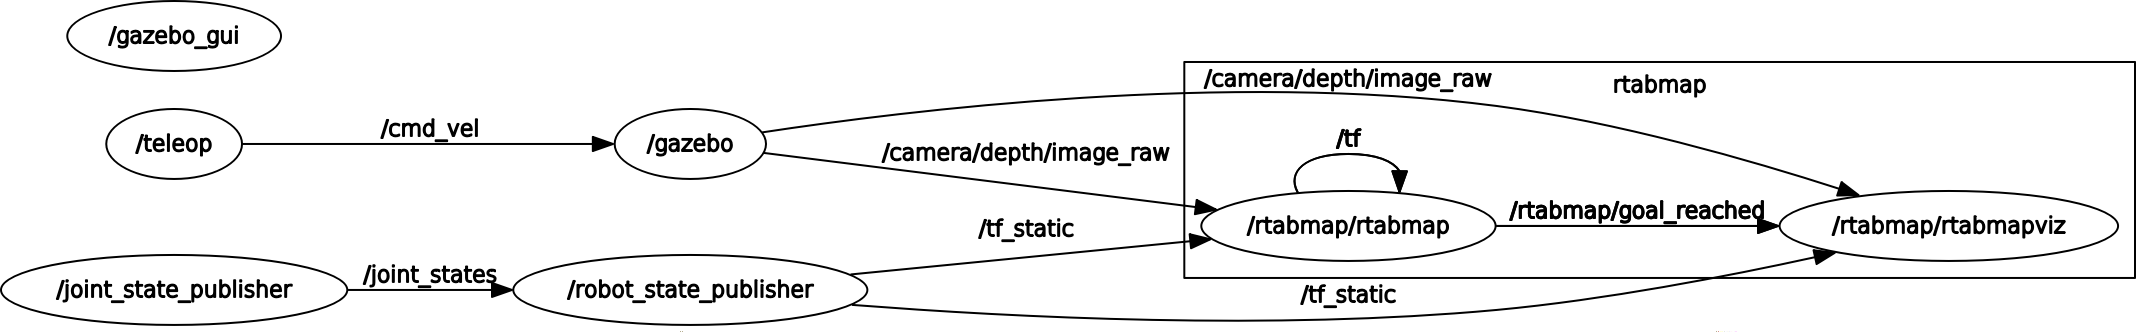 /gazebo_gui
/camera/depth/image_raw
rtabmap
/teleop
/cmd_vel
/gazebo
/camera/depth/image_raw
/tf
/rtabmap/rtabmap
/rtabmap/goal_reached
/rtabmap/rtabmapviz
/tf_static
/joint_state_publisher
/joint_states
/robot_state_publisher
/tf_static